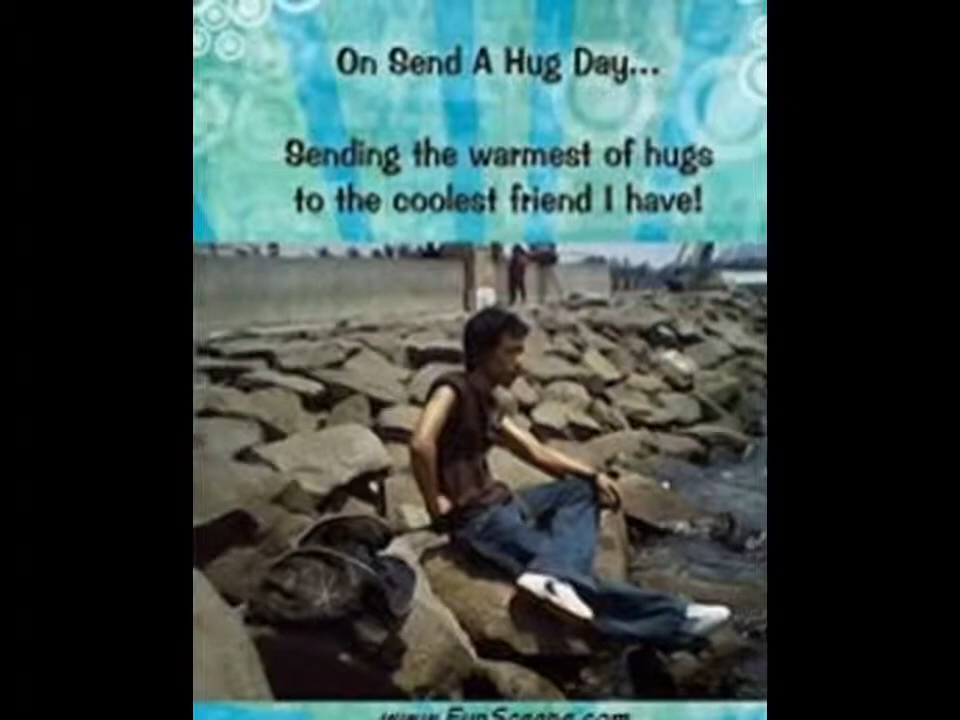 On Send A Hug Day...
Sending the warmest of hugs
to the coolest friend I have!